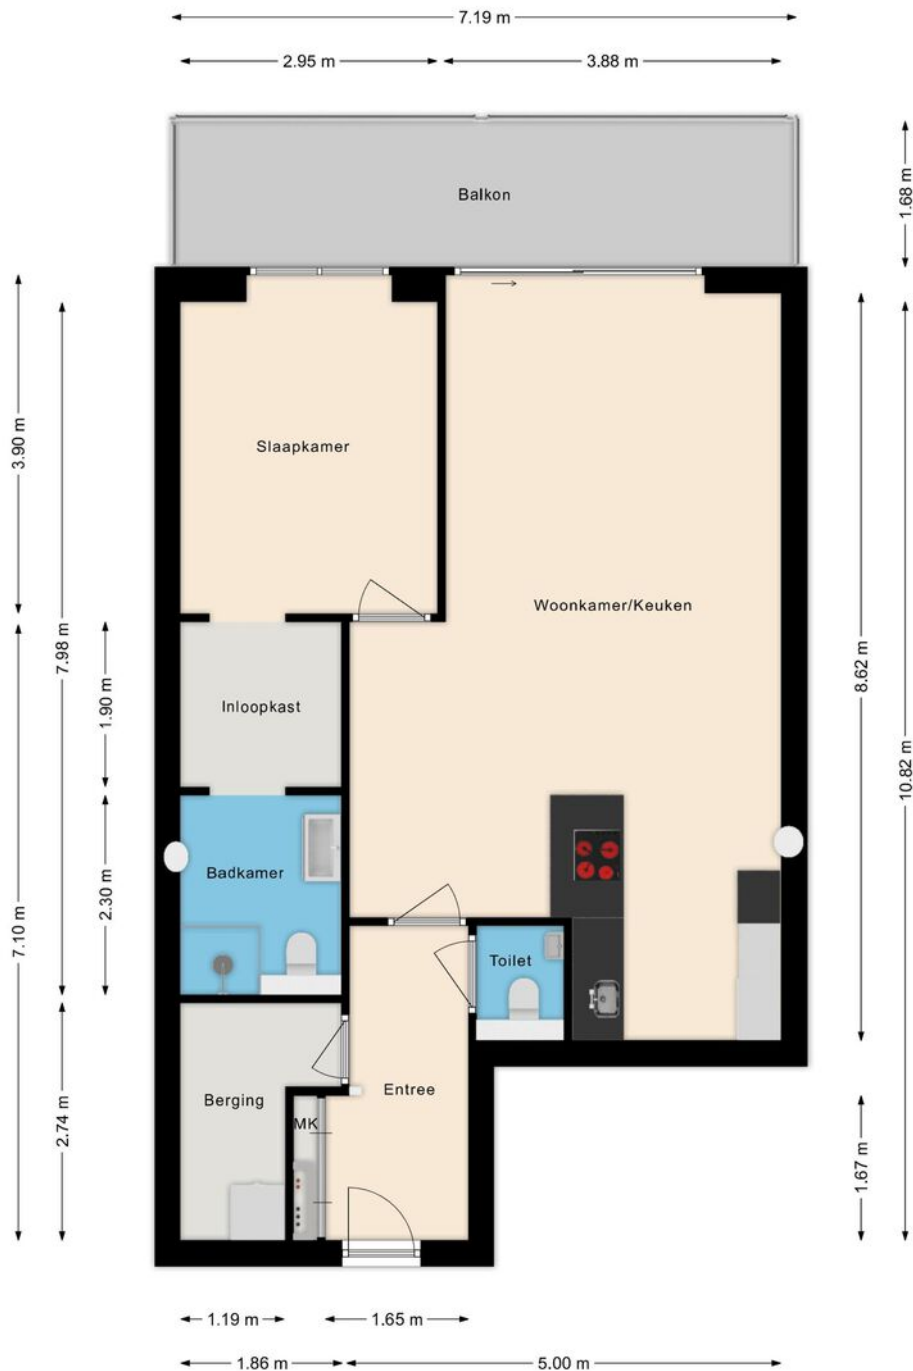 7.19 m
2.95 m
3.88 m
Balkon
1.68 m
3.90 m
7.98 m
Slaapkamer
Woonkamer/Keuken
8.62 m
10.82 m
1.90 m
Inloopkast
7.10 m
2.30 m
Badkamer
Toilet
2.74 m
Berging
MK
Entree
1.67 m
1.19 m
1.65 m
1.86 m
5.00 m